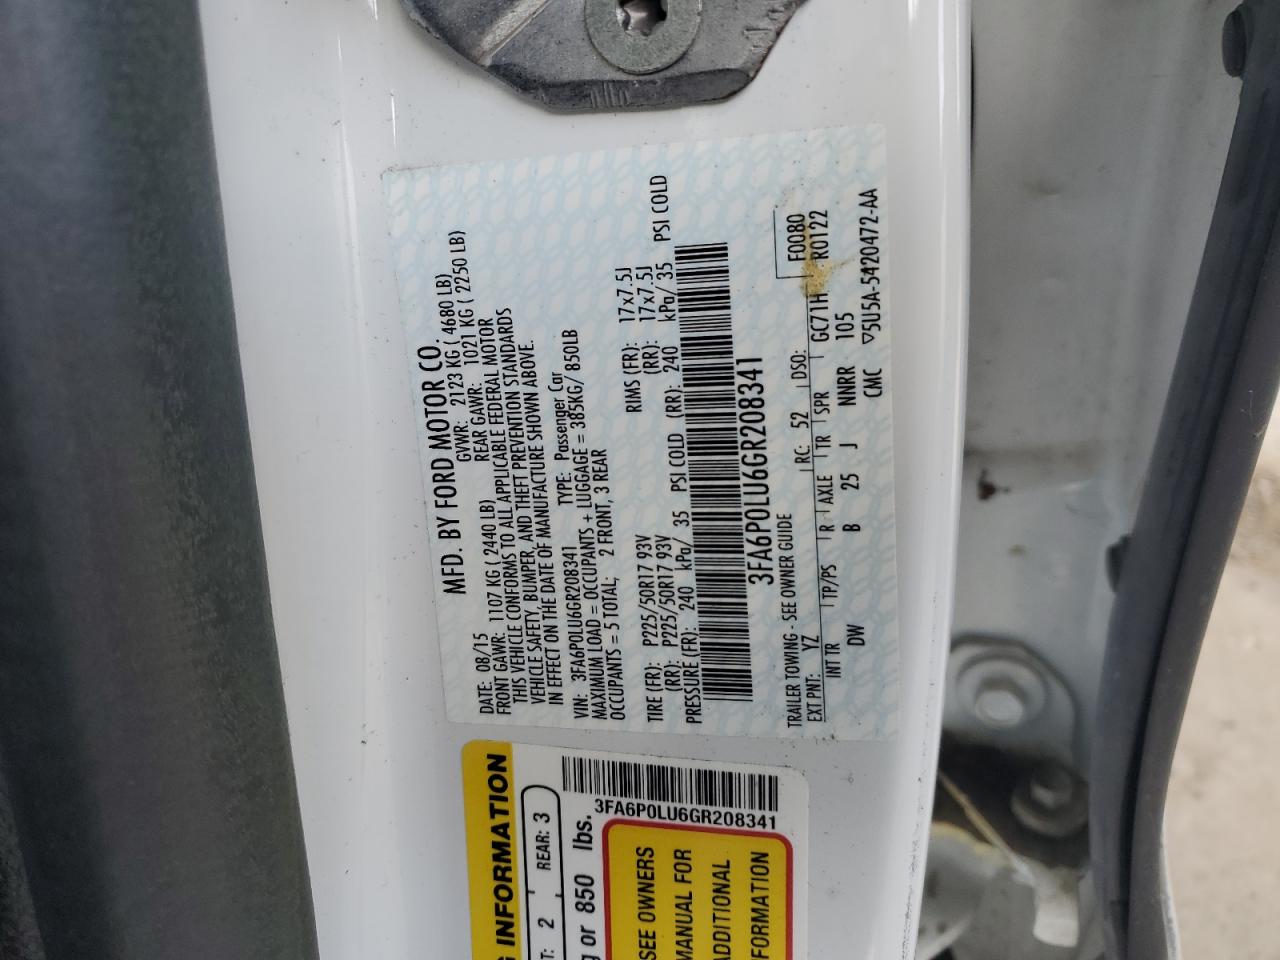 MFD. BY FORD MOTOR CO.
DATE: 08/15 GVWR: 2123 KG ( 4680 LB)
FRONT GAWR: 1107 KG ( 2440 LB) REAR GAWR: 1021 KG ( 2250 LB)
THIS VEHICLE CONFORMS TO ALL APPLICABLE FEDERAL MOTOR
VEHICLE SAFETY, BUMPER, AND THEFT PREVENTION STANDARDS
IN EFFECT ON THE DATE OF MANUFACTURE SHOWN ABOVE.
VIN: 3FA6P0LU6GR208341 TYPE: Passenger Car
MAXIMUM LOAD = OCCUPANTS + LUGGAGE = 385KG/ 850LB
OCCUPANTS = 5 TOTAL; 2 FRONT, 3 REAR
TIRE (FR): P225/50R17 93V RIMS (FR): 17x7.5J
(RR): P225/50R17 93V (RR): 17x7.5J
PRESSURE (FR): 240 kPa/ 35 PSI COLD (RR): 240 kPa/ 35 PSI COLD
3FA6P0LU6GR208341
TRAILER TOWING - SEE OWNER GUIDE F0080
EXT PNT: YZ RC: 52 DSO: GC71H R0122
INT TR TP/PS R AXLE TR SPR
DW B 25 J NNRR 105
CMC ▽5U5A-5420472-AA
INFORMATION
2 REAR: 3
or 850 lbs.
3FA6P0LU6GR208341
SEE OWNERS
MANUAL FOR
ADDITIONAL